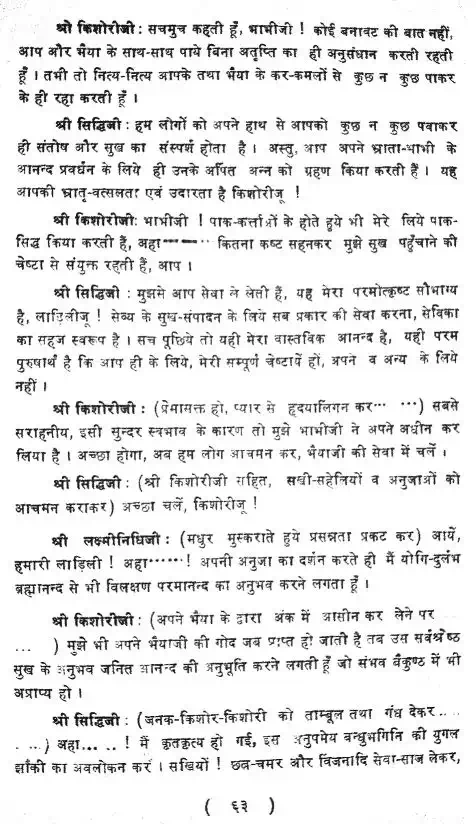 श्री किशोरीजी : सचमुच कहती हूँ, भाभीजी ! कोई बनावट की बात नहीं,
आप और भैया के साथ-साथ पाये बिना अतृप्ति का ही अनुसंधान करती रहती
हूँ । तभी तो नित्य-नित्य आपके तथा भैया के कर-कमलों से कुछ न कुछ पाकर
के ही रहा करती हूँ ।
श्री सिद्धिजी : हम लोगों को अपने हाथ से आपको कुछ न कुछ पवाकर
ही संतोष और सुख का संस्पर्श होता है । अस्तु, आप अपने भ्राता-भाभी के
आनन्द प्रवर्धन के लिये ही उनके अर्पित अन्न को ग्रहण किया करती हैं । यह
आपकी भ्रातृ-वत्सलता एवं उदारता है किशोरीजू !
श्री किशोरीजी: भाभीजी ! पाक-कर्त्ताओं के होते हुये भी मेरे लिये पाक-
सिद्ध किया करती हैं, अहा------ कितना कष्ट सहनकर मुझे सुख पहुँचाने की
चेष्टा से संयुक्त रहती हैं, आप ।
श्री सिद्धिजी : मुझसे आप सेवा ले लेती हैं, यह मेरा परमोत्कृष्ट सौभाग्य
है, लाड़िलीजू ! सेव्य के सुख-संपादन के लिये सब प्रकार की सेवा करना, सेविका
का सहज स्वरूप है । सच पूछिये तो यही मेरा वास्तविक आनन्द है, यही परम
पुरुषार्थ है कि आप ही के लिये, मेरी सम्पूर्ण चेष्टायें हों, अपने व अन्य के लिये
नहीं ।
श्री किशोरीजी : (प्रेमासक्त हो, प्यार से हृदयालिंगन कर... ...) सबसे
सराहनीय, इसी सुन्दर स्वभाव के कारण तो मुझे भाभीजी ने अपने अधीन कर
लिया है । अच्छा होगा, अब हम लोग आचमन कर, भैयाजी की सेवा में चलें ।
श्री सिद्धिजी : (श्री किशोरीजी सहित, सखी-सहेलियों व अनुजाओं को
आचमन कराकर) अच्छा चलें, किशोरीजू !
श्री लक्ष्मीनिधिजी : (मधुर मुस्कराते हुये प्रसन्नता प्रकट कर) आयें,
हमारी लाड़िली ! अहा......! अपनी अनुजा का दर्शन करते ही मैं योगि-दुर्लभ
ब्रह्मानन्द से भी विलक्षण परमानन्द का अनुभव करने लगता हूँ ।
श्री किशोरीजी : (अपने भैया के द्वारा अंक में आसीन कर लेने पर
... ) मुझे भी अपने भैयाजी की गोद जब प्राप्त हो जाती है तब उस सर्वश्रेष्ठ
सुख के अनुभव जनित आनन्द की अनुभूति करने लगती हूँ जो संभव बैकुण्ठ में भी
अप्राप्य हो ।
श्री सिद्धिजी : (जनक-किशोर-किशोरी को ताम्बूल तथा गंध देकर...
...) अहा..... ! मैं कृतकृत्य हो गई, इस अनुपमेय बन्धुभगिनि की युगल
झाँकी का अवलोकन कर । सखियों ! छत्र-चमर और विजनादि सेवा-साज लेकर,
( ६३ )